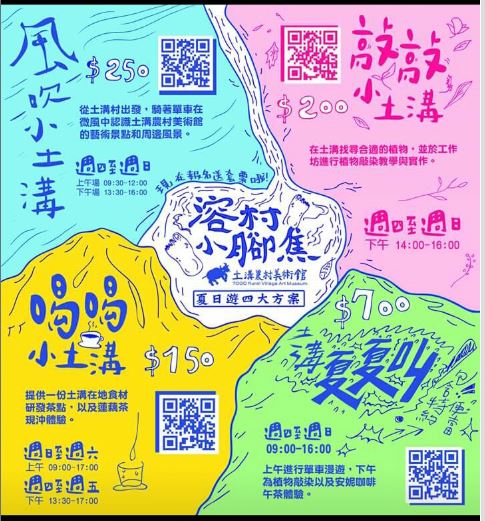 風吹小土溝
$250
從土溝村出發,騎著單車在
微風中認識土溝農村美術館
的藝術景點和周邊風景。
週四至週日
上午場 09:30-12:00
下午場 13:30-16:00
敲敲
小土溝
$200
在土溝找尋合適的植物,並於工作
坊進行植物敲染教學與實作。
週四至週日
下午 14:00-16:00
現在報名送套票哦!
溶村
小腳焦
土溝農村美術館
TOGO Rural Village Art Museum
夏日遊四大方案
喝喝
小土溝
$150
提供一份土溝在地食材
研發茶點,以及蓮藕茶
現沖體驗。
週日至週六
上午 09:00-17:00
週四至週五
下午 13:30-17:00
$700
土溝夏夏叫
包便當
特約
週四至週日
09:00-16:00
上午進行單車漫遊,下午
為植物敲染以及安妮咖啡
午茶體驗。